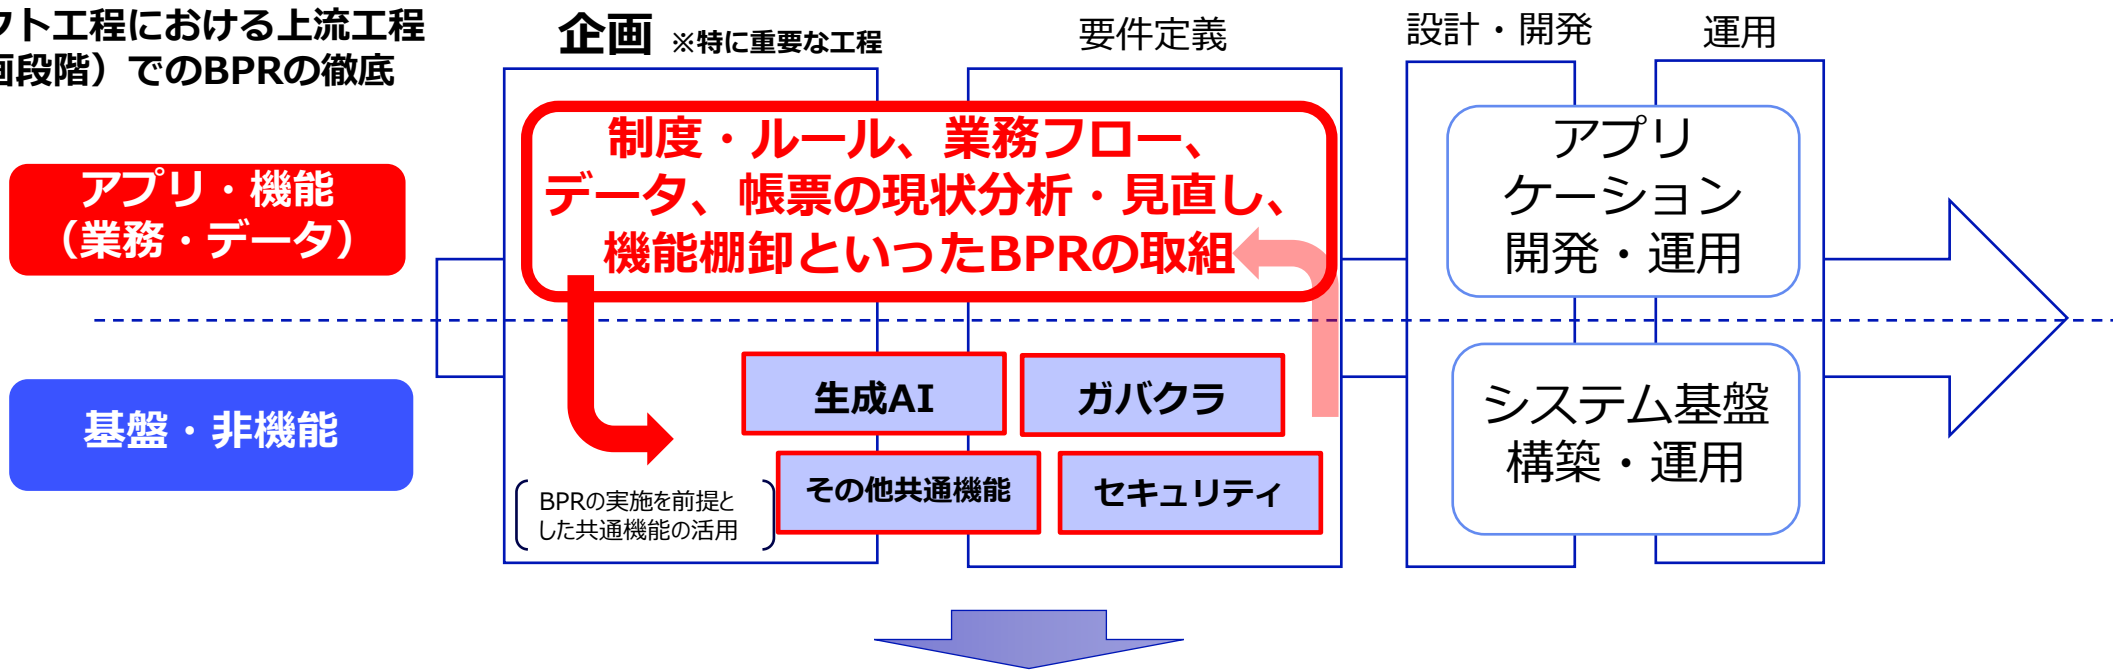 クト工程における上流工程
画段階）でのBPRの徹底
企画 ※特に重要な工程
要件定義
設計・開発
運用
アプリ・機能
（業務・データ）
制度・ルール、業務フロー、
データ、帳票の現状分析・見直し、
機能棚卸といったBPRの取組
アプリ
ケーション
開発・運用
基盤・非機能
生成AI
ガバクラ
その他共通機能
セキュリティ
BPRの実施を前提と
した共通機能の活用
システム基盤
構築・運用